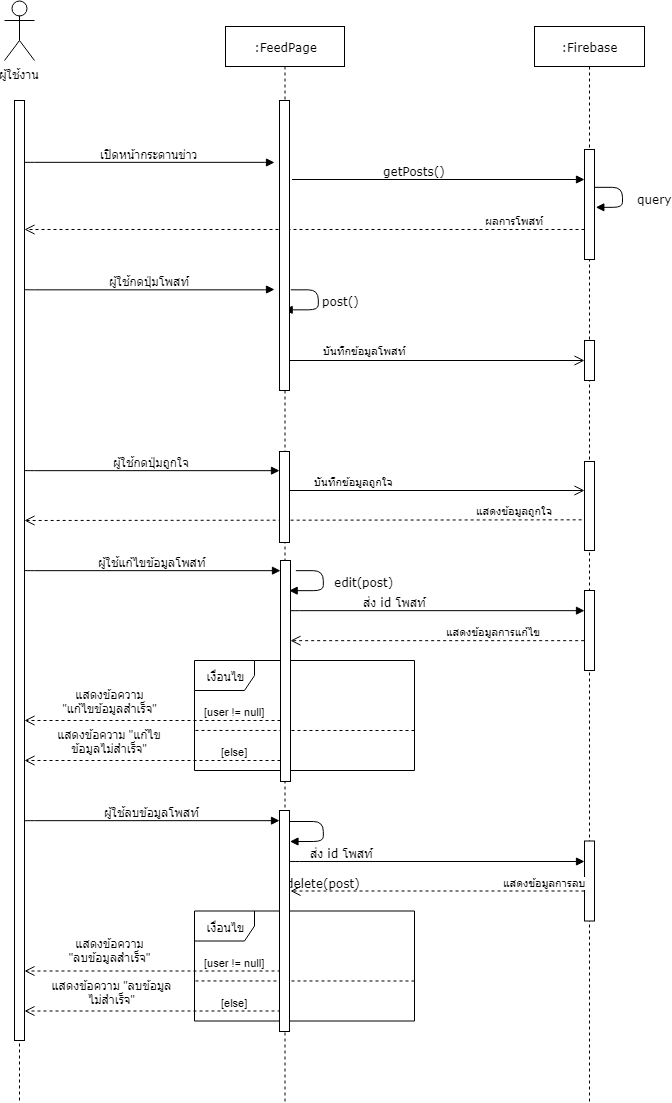 :FeedPage
:Firebase
ผู้ใช้งาน
เปิดหน้ากระดานข่าว
getPosts()
query
ผลการโพสท์
ผู้ใช้กดปุ่มโพสท์
post()
บันทึกข้อมูลโพสท์
ผู้ใช้กดปุ่มถูกใจ
บันทึกข้อมูลถูกใจ
แสดงข้อมูลถูกใจ
ผู้ใช้แก้ไขข้อมูลโพสท์
edit(post)
ส่ง id โพสท์
แสดงข้อมูลการแก้ไข
เงื่อนไข
แสดงข้อความ
"แก้ไขข้อมูลสำเร็จ"
[user != null]
แสดงข้อความ "แก้ไข
ข้อมูลไม่สำเร็จ"
[else]
ผู้ใช้ลบข้อมูลโพสท์
ส่ง id โพสท์
delete(post)
แสดงข้อมูลการลบ
เงื่อนไข
แสดงข้อความ
"ลบข้อมูลสำเร็จ"
[user != null]
แสดงข้อความ "ลบข้อมูล
ไม่สำเร็จ"
[else]